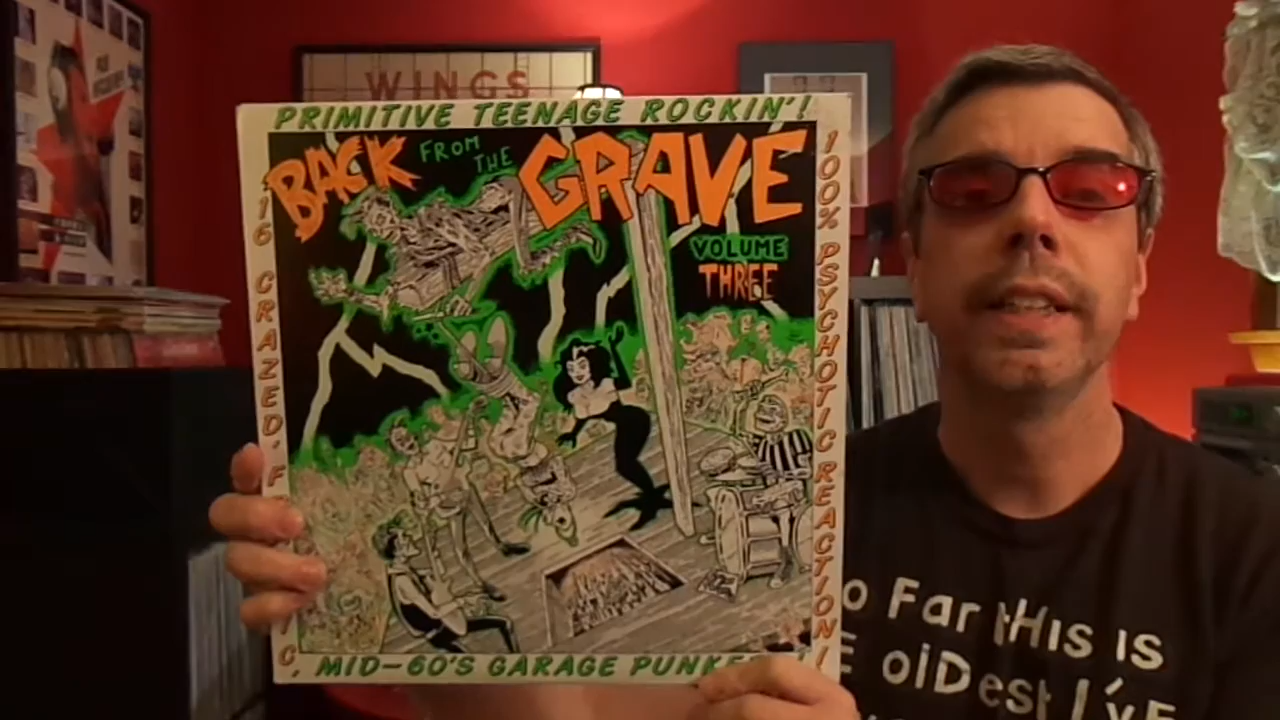 WINGS
PRIMITIVE TEENAGE ROCKIN'!
BACK FROM THE GRAVE
VOLUME
THREE
16 CRAZED, F
C, MID-60'S GARAGE PUNKE
100% PSYCHOTIC REACTION!
o Far tHis is
E olDest I'vE